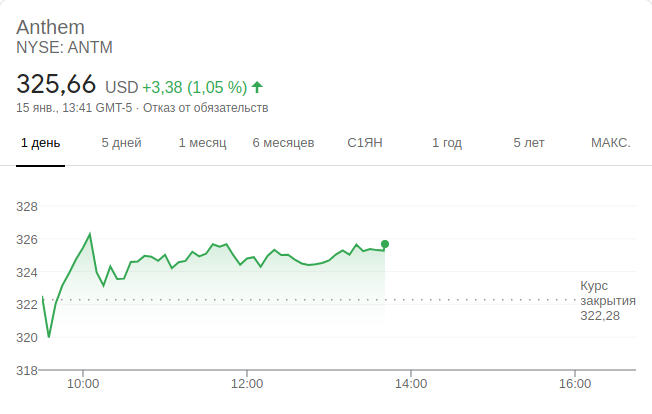 Anthem
NYSE: ANTM
325,66 USD +3,38 (1,05 %)
15 янв., 13:41 GMT-5 · Отказ от обязательств
1 день 5 дней 1 месяц 6 месяцев С1ЯН 1 год 5 лет МАКС.
328
326
324
322
320
318
Курс
закрытия
322,28
10:00 12:00 14:00 16:00